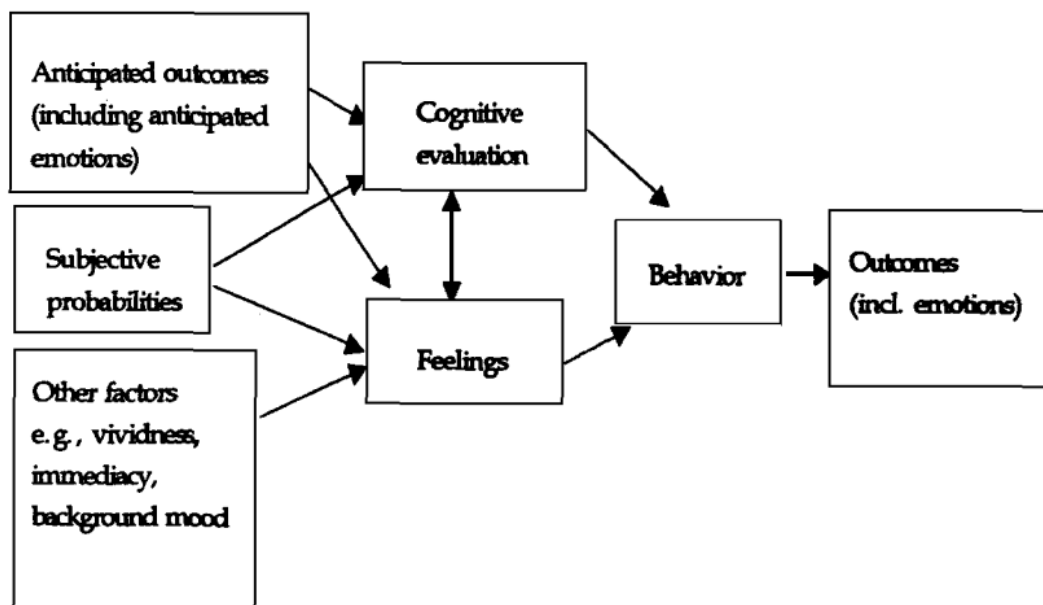 Anticipated outcomes
(including anticipated
emotions)
Cognitive
evaluation
Subjective
probabilities
Behavior
Outcomes
(incl. emotions)
Feelings
Other factors
e.g., vividness,
immediacy,
background mood